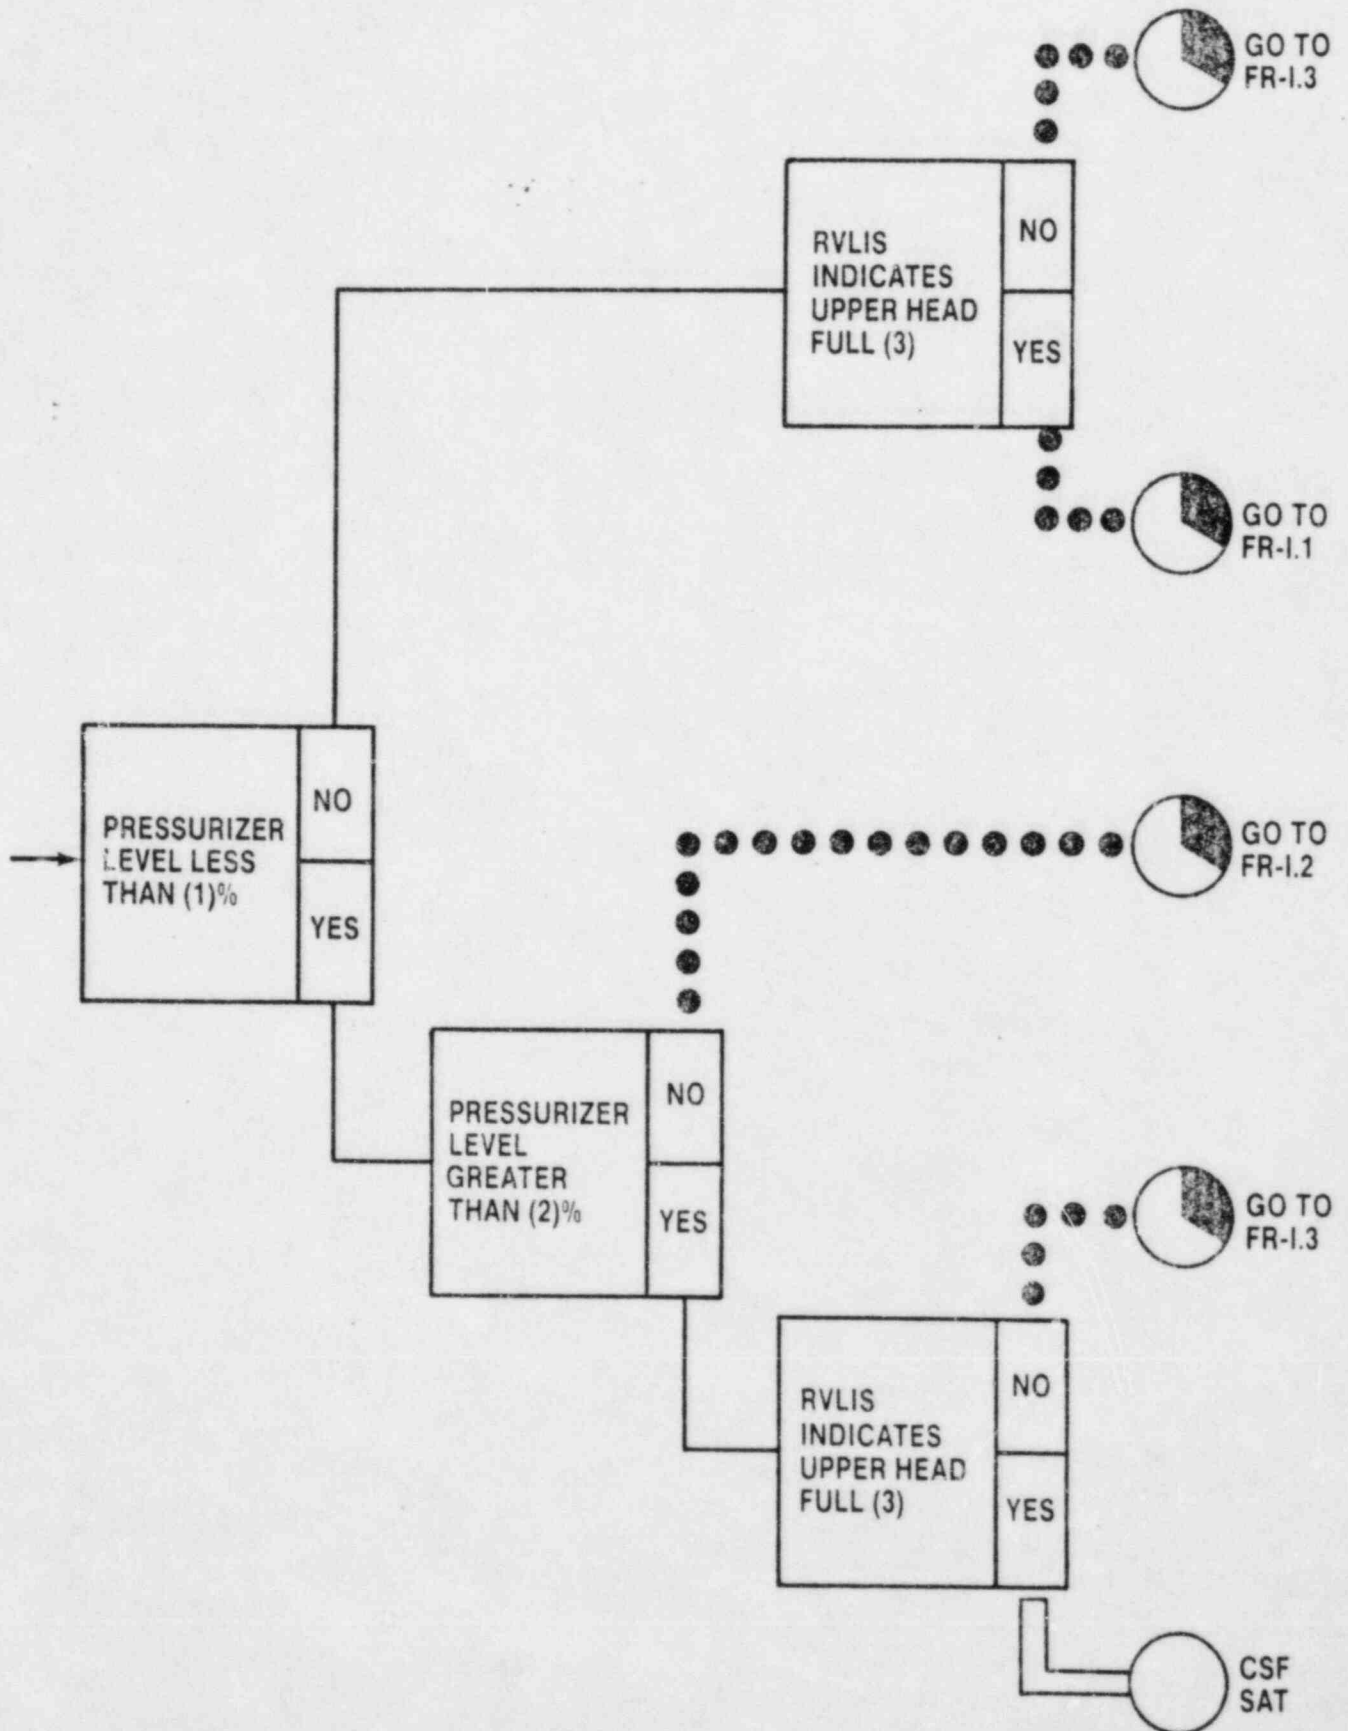 GO TO
FR-I.3
RVLIS
INDICATES
UPPER HEAD
FULL (3)
NO
YES
GO TO
FR-I.1
PRESSURIZER
LEVEL LESS
THAN (1)%
NO
YES
GO TO
FR-I.2
PRESSURIZER
LEVEL
GREATER
THAN (2)%
NO
YES
GO TO
FR-I.3
RVLIS
INDICATES
UPPER HEAD
FULL (3)
NO
YES
CSF
SAT